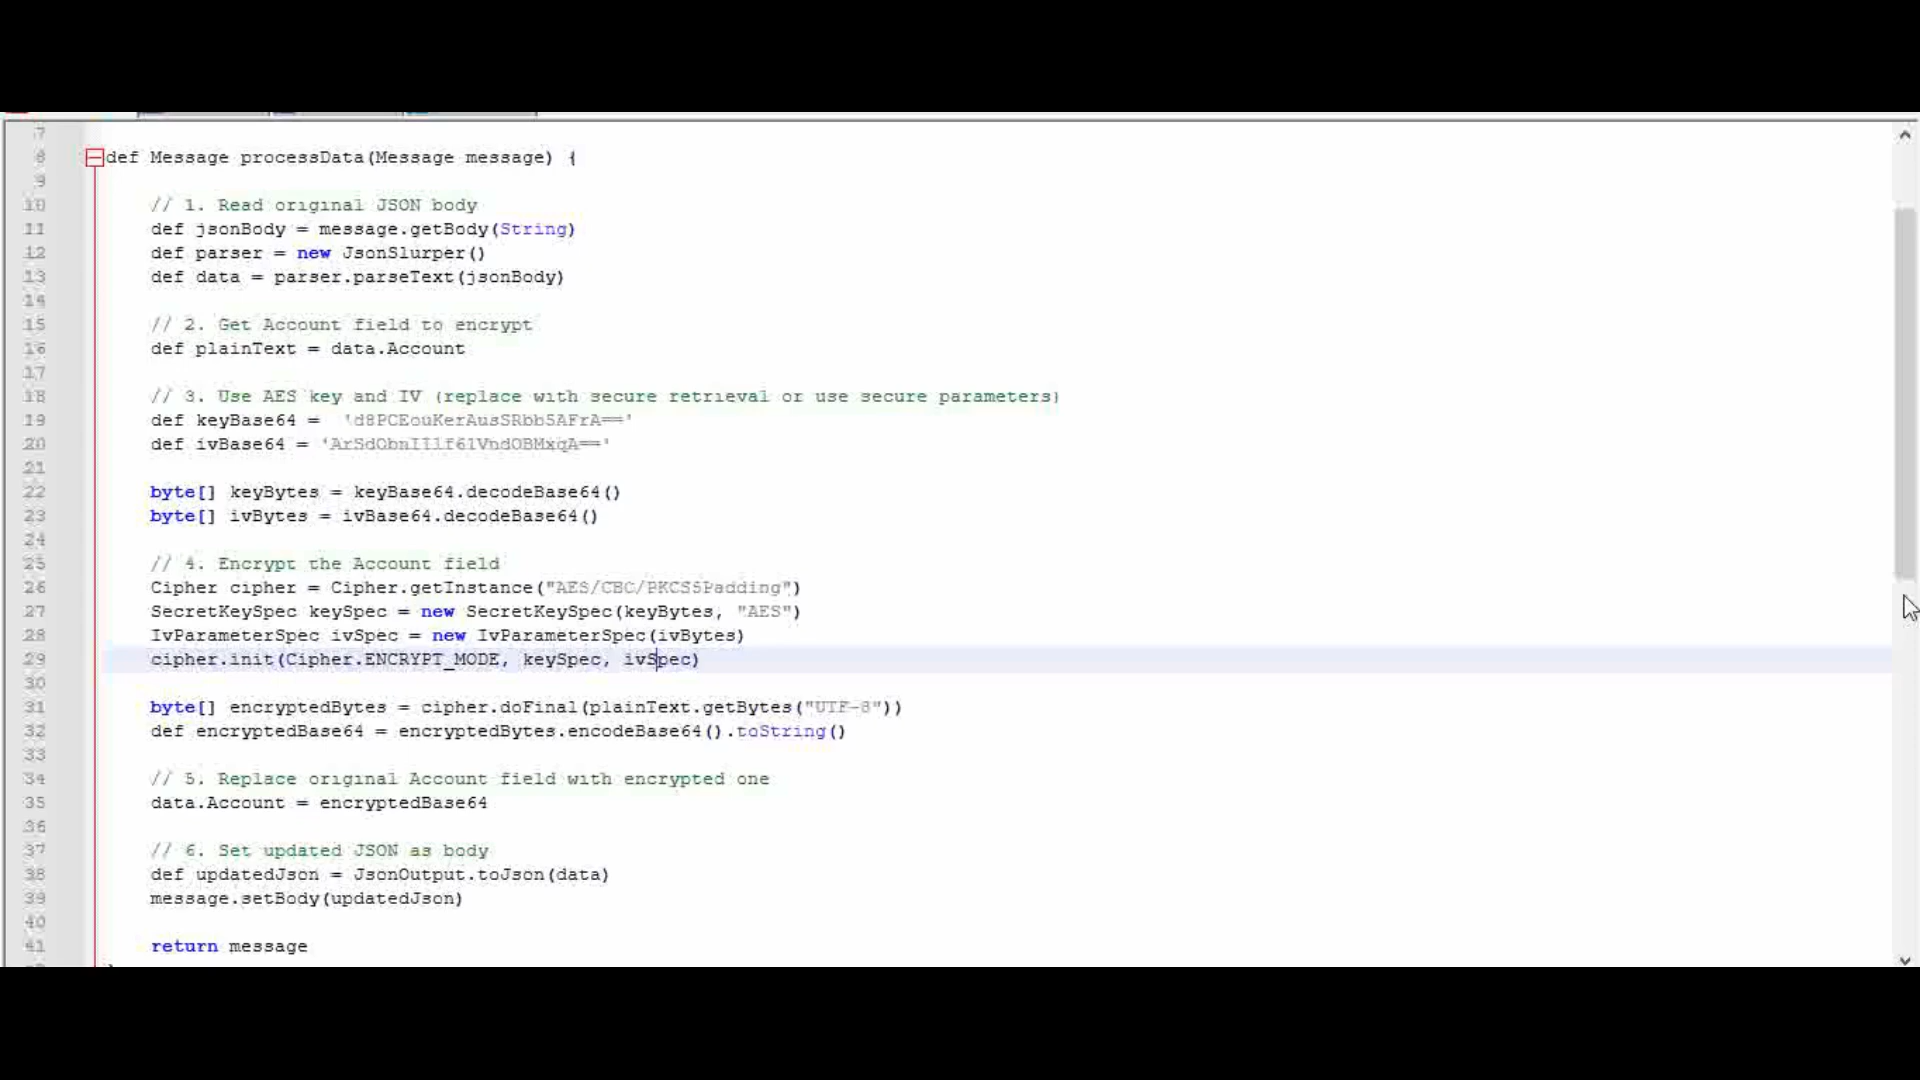 7
8 def Message processData(Message message) {
9
10 // 1. Read original JSON body
11 def jsonBody = message.getBody(String)
12 def parser = new JsonSlurper()
13 def data = parser.parseText(jsonBody)
14
15 // 2. Get Account field to encrypt
16 def plainText = data.Account
17
18 // 3. Use AES key and IV (replace with secure retrieval or use secure parameters)
19 def keyBase64 =
20 def ivBase64 =
21
22 byte[] keyBytes = keyBase64.decodeBase64()
23 byte[] ivBytes = ivBase64.decodeBase64()
24
25 // 4. Encrypt the Account field
26 Cipher cipher = Cipher.getInstance("AES/CBC/PKCS5Padding")
27 SecretKeySpec keySpec = new SecretKeySpec(keyBytes, "AES")
28 IvParameterSpec ivSpec = new IvParameterSpec(ivBytes)
29 cipher.init(Cipher.ENCRYPT_MODE, keySpec, ivSpec)
30
31 byte[] encryptedBytes = cipher.doFinal(plainText.getBytes("UTF-8"))
32 def encryptedBase64 = encryptedBytes.encodeBase64().toString()
33
34 // 5. Replace original Account field with encrypted one
35 data.Account = encryptedBase64
36
37 // 6. Set updated JSON as body
38 def updatedJson = JsonOutput.toJson(data)
39 message.setBody(updatedJson)
40
41 return message